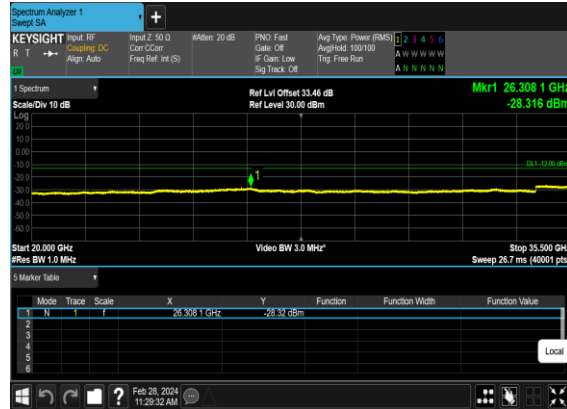 Spectrum Analyzer 1
Swept SA
+
KEYSIGHT
R T
Input: RF
Coupling: DC
Align: Auto
Input Z: 50 Ω
Corr CCorr
Freq Ref: Int (S)
#Atten: 20 dB
PNO: Fast
Gate: Off
IF Gain: Low
Sig Track: Off
Avg Type: Power (RMS)
Avg|Hold: 100/100
Trig: Free Run
1 2 3 4 5 6
A W W W W W
A N N N N N
1 Spectrum
Scale/Div 10 dB
Ref Lvl Offset 33.46 dB
Ref Level 30.00 dBm
Mkr1 26.308 1 GHz
-28.316 dBm
Log
20.0
10.0
0.00
-10.0
-20.0
-30.0
-40.0
-50.0
-60.0
DL1 -13.00 dBm
1
Start 20.000 GHz
#Res BW 1.0 MHz
Video BW 3.0 MHz*
Stop 35.500 GHz
Sweep 26.7 ms (40001 pts)
5 Marker Table
Mode Trace Scale X Y Function Function Width Function Value
1 N 1 f 26.308 1 GHz -28.32 dBm
2
3
4
5
6
Local
?
Feb 28, 2024
11:29:32 AM